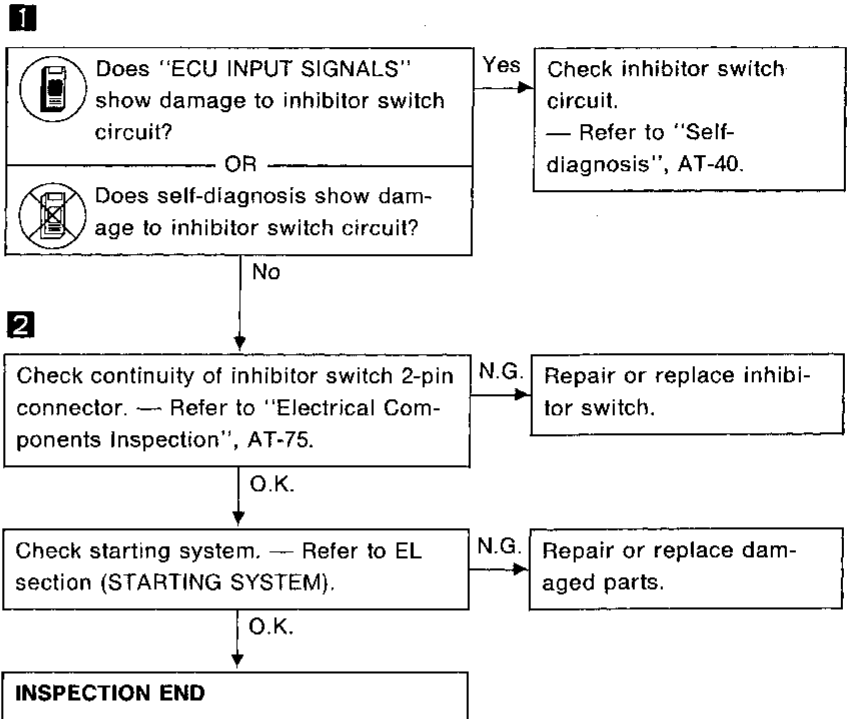 1
Does "ECU INPUT SIGNALS"
show damage to inhibitor switch
circuit?
OR
Does self-diagnosis show dam-
age to inhibitor switch circuit?
Yes
Check inhibitor switch
circuit.
— Refer to "Self-
diagnosis", AT-40.
No
2
Check continuity of inhibitor switch 2-pin
connector. — Refer to "Electrical Com-
ponents Inspection", AT-75.
N.G.
Repair or replace inhibi-
tor switch.
O.K.
Check starting system. — Refer to EL
section (STARTING SYSTEM).
N.G.
Repair or replace dam-
aged parts.
O.K.
INSPECTION END